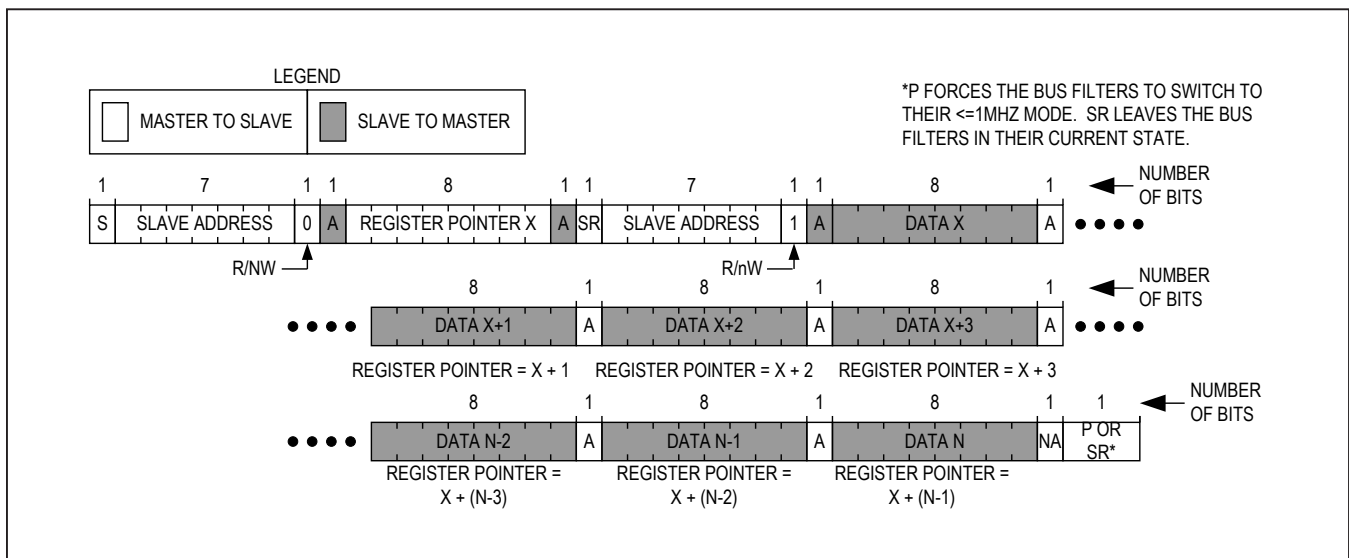 LEGEND
MASTER TO SLAVE SLAVE TO MASTER
*P FORCES THE BUS FILTERS TO SWITCH TO
THEIR <=1MHZ MODE. SR LEAVES THE BUS
FILTERS IN THEIR CURRENT STATE.
1 7 1 1 8 1 1 7 1 1 8 1 NUMBER
OF BITS
S SLAVE ADDRESS 0 A REGISTER POINTER X A SR SLAVE ADDRESS 1 A DATA X A
R/NW R/nW
8 1 8 1 8 1 NUMBER
OF BITS
DATA X+1 A DATA X+2 A DATA X+3 A
REGISTER POINTER = X + 1 REGISTER POINTER = X + 2 REGISTER POINTER = X + 3
8 1 8 1 8 1 1 NUMBER
OF BITS
DATA N-2 A DATA N-1 A DATA N NA P OR
SR*
REGISTER POINTER = REGISTER POINTER = REGISTER POINTER =
X + (N-3) X + (N-2) X + (N-1)